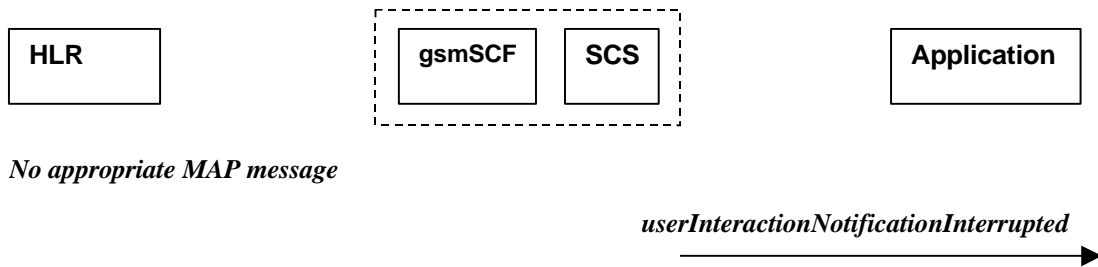 HLR gsmSCF SCS Application
No appropriate MAP message
userInteractionNotificationInterrupted